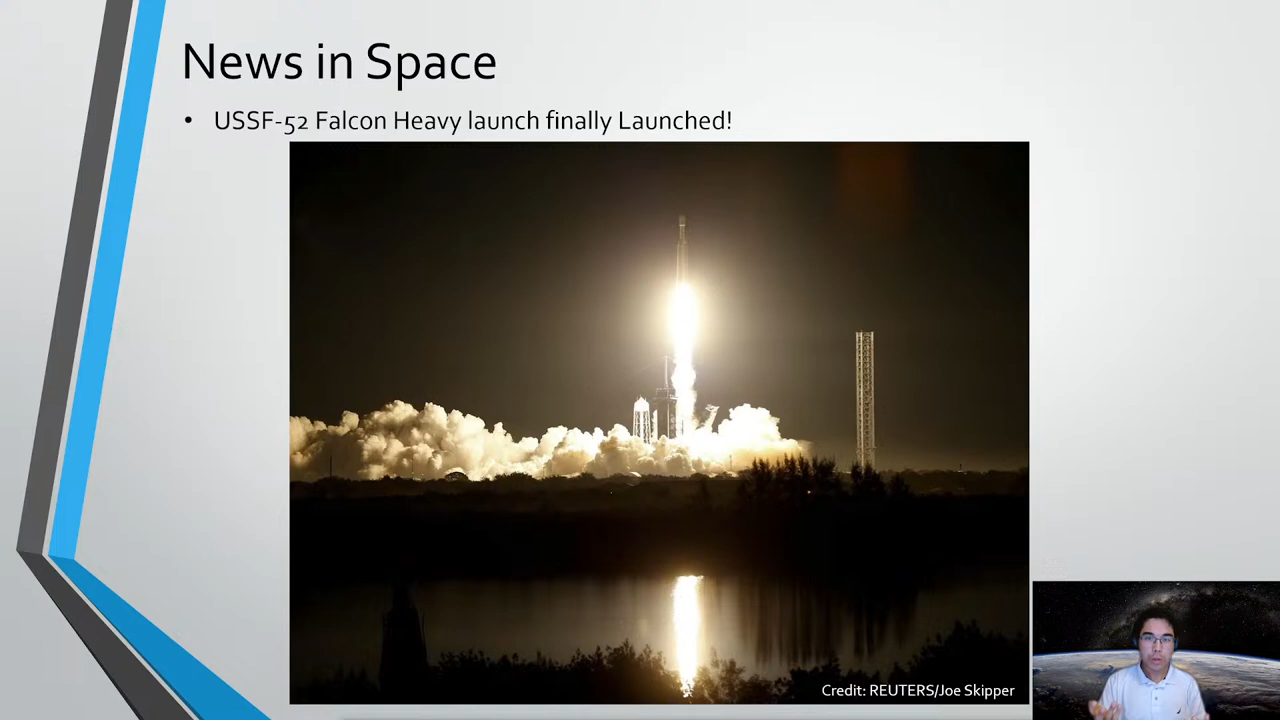 News in Space
• USSF-52 Falcon Heavy launch finally Launched!
Credit: REUTERS/Joe Skipper